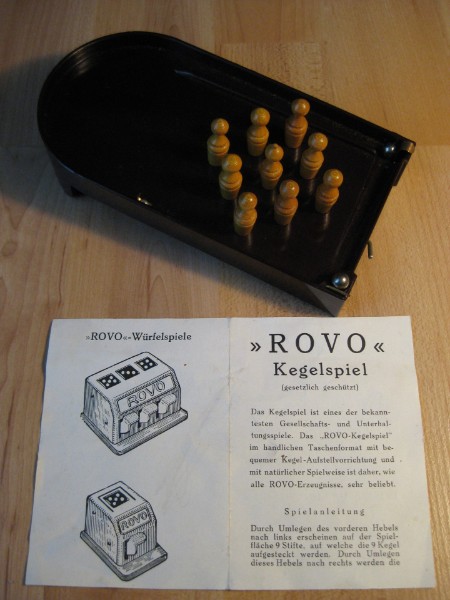 »ROVO«-Würfelspiele
ROVO
ROVO
»ROVO«
Kegelspiel
(gesetzlich geschützt)
Das Kegelspiel ist eines der bekann-
testen Gesellschafts- und Unterhal-
tungsspiele. Das „ROVO-Kegelspiel“
im handlichen Taschenformat mit be-
quemer Kegel-Aufstellvorrichtung und
mit natürlicher Spielweise ist daher, wie
alle ROVO-Erzeugnisse, sehr beliebt.
Spielanleitung
Durch Umlegen des vorderen Hebels
nach links erscheinen auf der Spiel-
fläche 9 Stifte, auf welche die 9 Kegel
aufgesteckt werden. Durch Umlegen
dieses Hebels nach rechts werden die